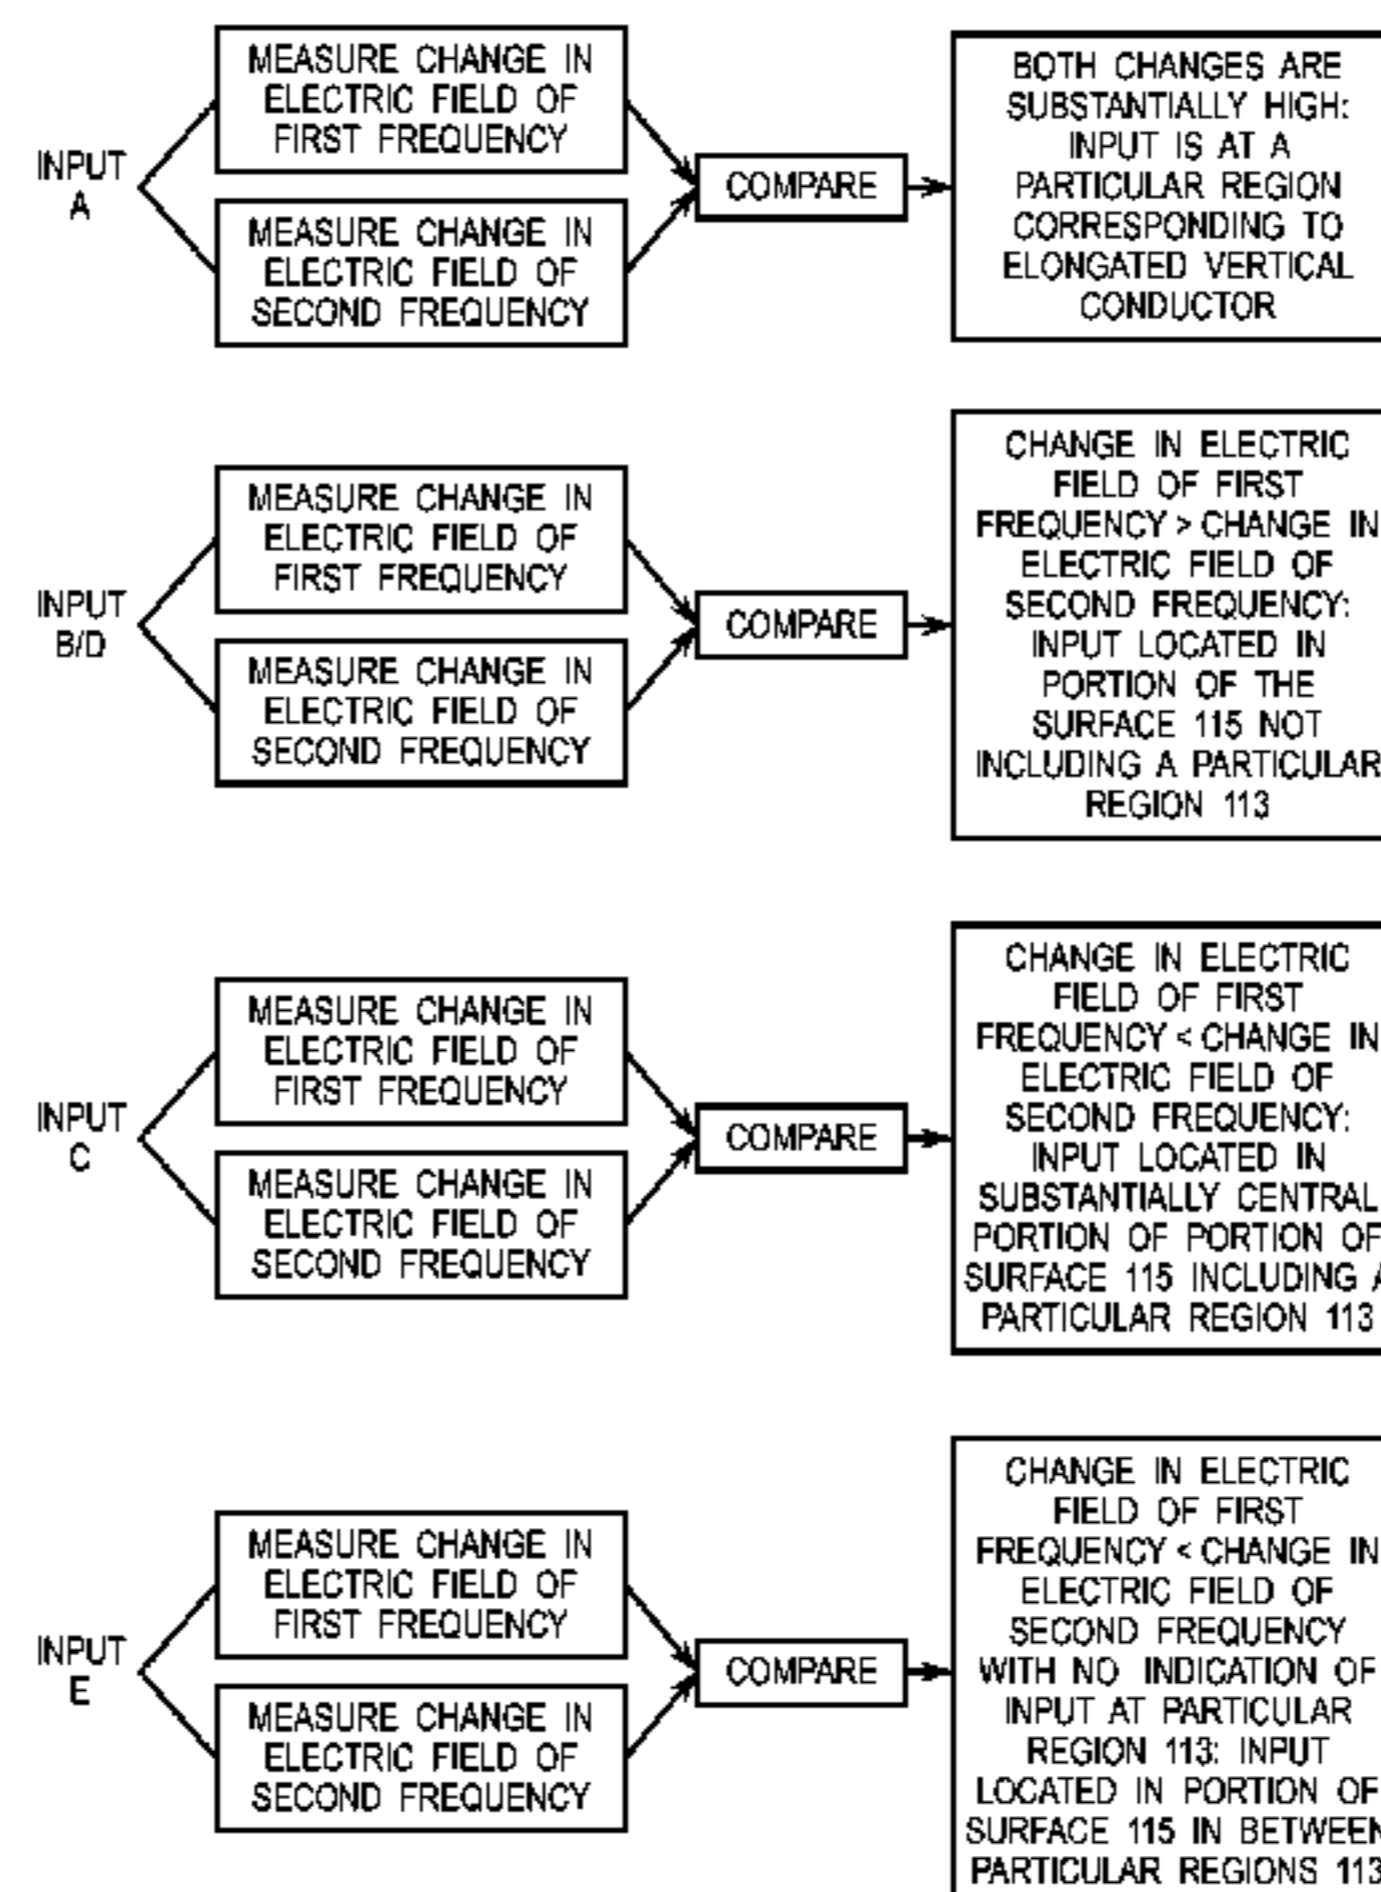 INPUT
A
MEASURE CHANGE IN
ELECTRIC FIELD OF
FIRST FREQUENCY
MEASURE CHANGE IN
ELECTRIC FIELD OF
SECOND FREQUENCY
COMPARE
BOTH CHANGES ARE
SUBSTANTIALLY HIGH:
INPUT IS AT A
PARTICULAR REGION
CORRESPONDING TO
ELONGATED VERTICAL
CONDUCTOR
INPUT
B/D
MEASURE CHANGE IN
ELECTRIC FIELD OF
FIRST FREQUENCY
MEASURE CHANGE IN
ELECTRIC FIELD OF
SECOND FREQUENCY
COMPARE
CHANGE IN ELECTRIC
FIELD OF FIRST
FREQUENCY > CHANGE IN
ELECTRIC FIELD OF
SECOND FREQUENCY:
INPUT LOCATED IN
PORTION OF THE
SURFACE 115 NOT
INCLUDING A PARTICULAR
REGION 113
INPUT
C
MEASURE CHANGE IN
ELECTRIC FIELD OF
FIRST FREQUENCY
MEASURE CHANGE IN
ELECTRIC FIELD OF
SECOND FREQUENCY
COMPARE
CHANGE IN ELECTRIC
FIELD OF FIRST
FREQUENCY < CHANGE IN
ELECTRIC FIELD OF
SECOND FREQUENCY:
INPUT LOCATED IN
SUBSTANTIALLY CENTRAL
PORTION OF PORTION OF
SURFACE 115 INCLUDING A
PARTICULAR REGION 113
INPUT
E
MEASURE CHANGE IN
ELECTRIC FIELD OF
FIRST FREQUENCY
MEASURE CHANGE IN
ELECTRIC FIELD OF
SECOND FREQUENCY
COMPARE
CHANGE IN ELECTRIC
FIELD OF FIRST
FREQUENCY < CHANGE IN
ELECTRIC FIELD OF
SECOND FREQUENCY
WITH NO INDICATION OF
INPUT AT PARTICULAR
REGION 113: INPUT
LOCATED IN PORTION OF
SURFACE 115 IN BETWEEN
PARTICULAR REGIONS 113